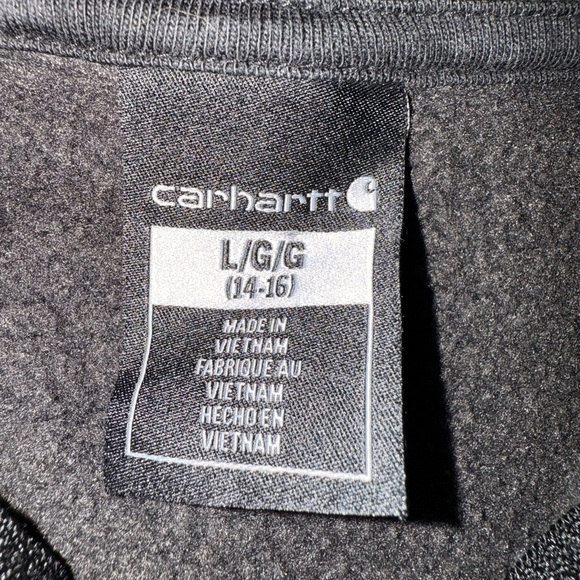 carhartt
L/G/G
(14-16)
MADE IN
VIETNAM
FABRIQUE AU
VIETNAM
HECHO EN
VIETNAM